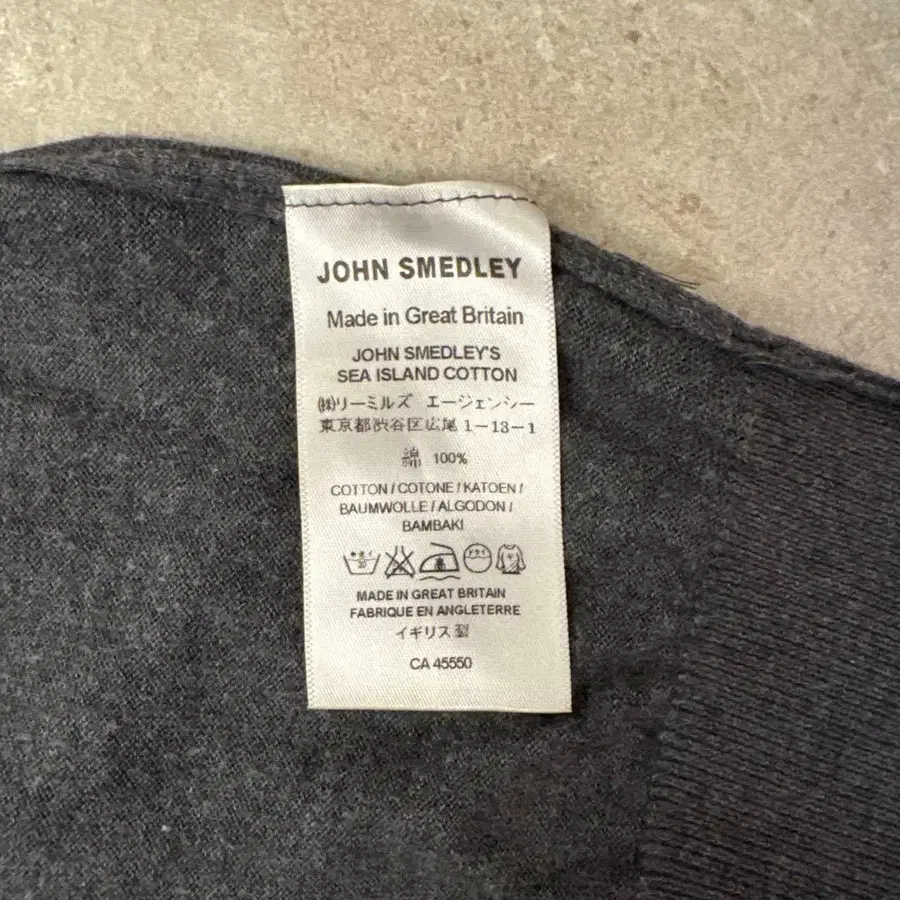 JOHN SMEDLEY
Made in Great Britain
JOHN SMEDLEY'S
SEA ISLAND COTTON
㈱リーミルズ エージェンシー
東京都渋谷区広尾 1-13-1
綿 100%
COTTON / COTONE / KATOEN /
BAUMWOLLE / ALGODON /
BAMBAKI
MADE IN GREAT BRITAIN
FABRIQUE EN ANGLETERRE
イギリス 製
CA 45550